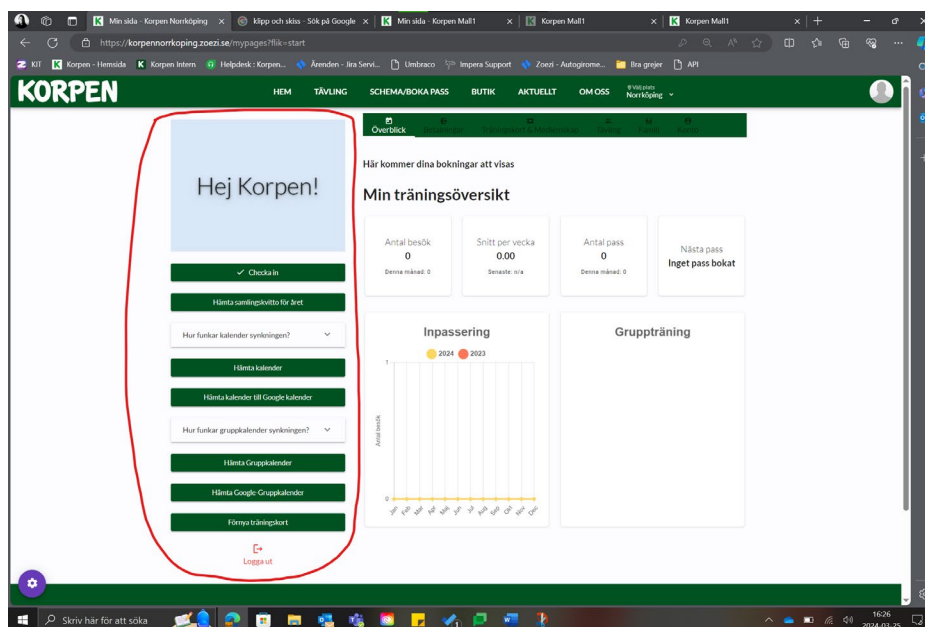 Min sida - Korpen Norrköping
klipp och skiss - Sök på Google
Min sida - Korpen Mall1
Korpen Mall1
Korpen Mall1
https://korpennorrkoping.zoezi.se/mypages?flik=start
KIT
Korpen - Hemsida
Korpen Intern
Helpdesk : Korpen...
Ärenden - Jira Servi...
Umbraco
Impera Support
Zoezi - Autogirome...
Bra grejer
API
KORPEN
HEM
TÄVLING
SCHEMA/BOKA PASS
BUTIK
AKTUELLT
OM OSS
Välj plats
Norrköping
Hej Korpen!
Checka in
Hämta samlingskvitto för året
Hur funkar kalender synkningen?
Hämta kalender
Hämta kalender till Google kalender
Hur funkar gruppkalender synkningen?
Hämta Gruppkalender
Hämta Google-Gruppkalender
Förnya träningskort
Logga ut
Överblick
Här kommer dina bokningar att visas
Min träningsöversikt
Antal besök
0
Denna månad: 0
Snitt per vecka
0.00
Senaste: n/a
Antal pass
0
Denna månad: 0
Nästa pass
Inget pass bokat
Inpassering
2024 2023
1
Antal besök
0
Jan Feb Mar Apr Maj Jun Jul Aug Sep Okt Nov Dec
Gruppträning
Skriv här för att söka
16:26
2024-03-25